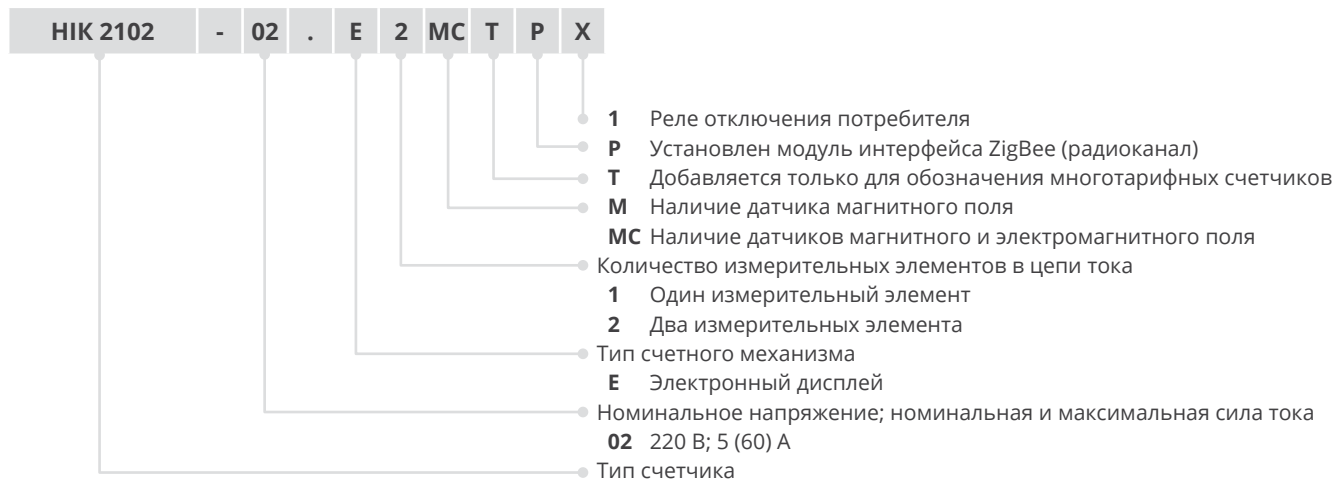 НІК 2102 - 02 . Е 2 МС Т Р Х
1 Реле отключения потребителя
Р Установлен модуль интерфейса ZigBee (радиоканал)
Т Добавляется только для обозначения многотарифных счетчиков
М Наличие датчика магнитного поля
МС Наличие датчиков магнитного и электромагнитного поля
Количество измерительных элементов в цепи тока
1 Один измерительный элемент
2 Два измерительных элемента
Тип счетного механизма
Е Электронный дисплей
Номинальное напряжение; номинальная и максимальная сила тока
02 220 В; 5 (60) А
Тип счетчика